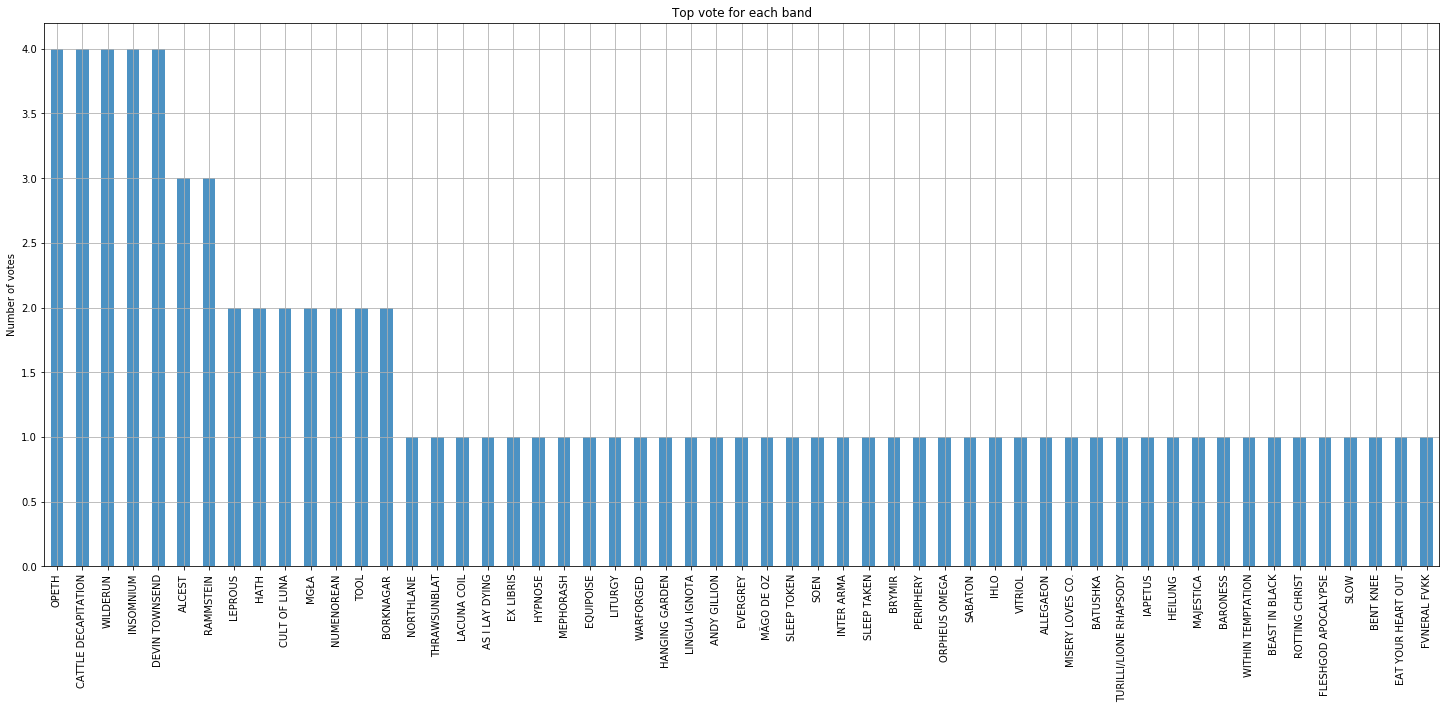 Top vote for each band
Number of votes
4.0
3.5
3.0
2.5
2.0
1.5
1.0
0.5
0.0
OPETH
CATTLE DECAPITATION
WILDERUN
INSOMNIUM
DEVIN TOWNSEND
ALCEST
RAMMSTEIN
LEPROUS
HATH
CULT OF LUNA
MGŁA
NUMENOREAN
TOOL
BORKNAGAR
NORTHLANE
THRAWSUNBLAT
LACUNA COIL
AS I LAY DYING
EX LIBRIS
HYPNO5E
MEPHORASH
EQUIPOISE
LITURGY
WARFORGED
HANGING GARDEN
LINGUA IGNOTA
ANDY GILLION
EVERGREY
MÄGO DE OZ
SLEEP TOKEN
SOEN
INTER ARMA
SLEEP TAKEN
BRYMIR
PERIPHERY
ORPHEUS OMEGA
SABATON
IHLO
VITRIOL
ALLEGAEON
MISERY LOVES CO.
BATUSHKA
TURILLI/LIONE RHAPSODY
IAPETUS
HEILUNG
MAJESTICA
BARONESS
WITHIN TEMPTATION
BEAST IN BLACK
ROTTING CHRIST
FLESHGOD APOCALYPSE
SLOW
BENT KNEE
EAT YOUR HEART OUT
FVNERAL FVKK